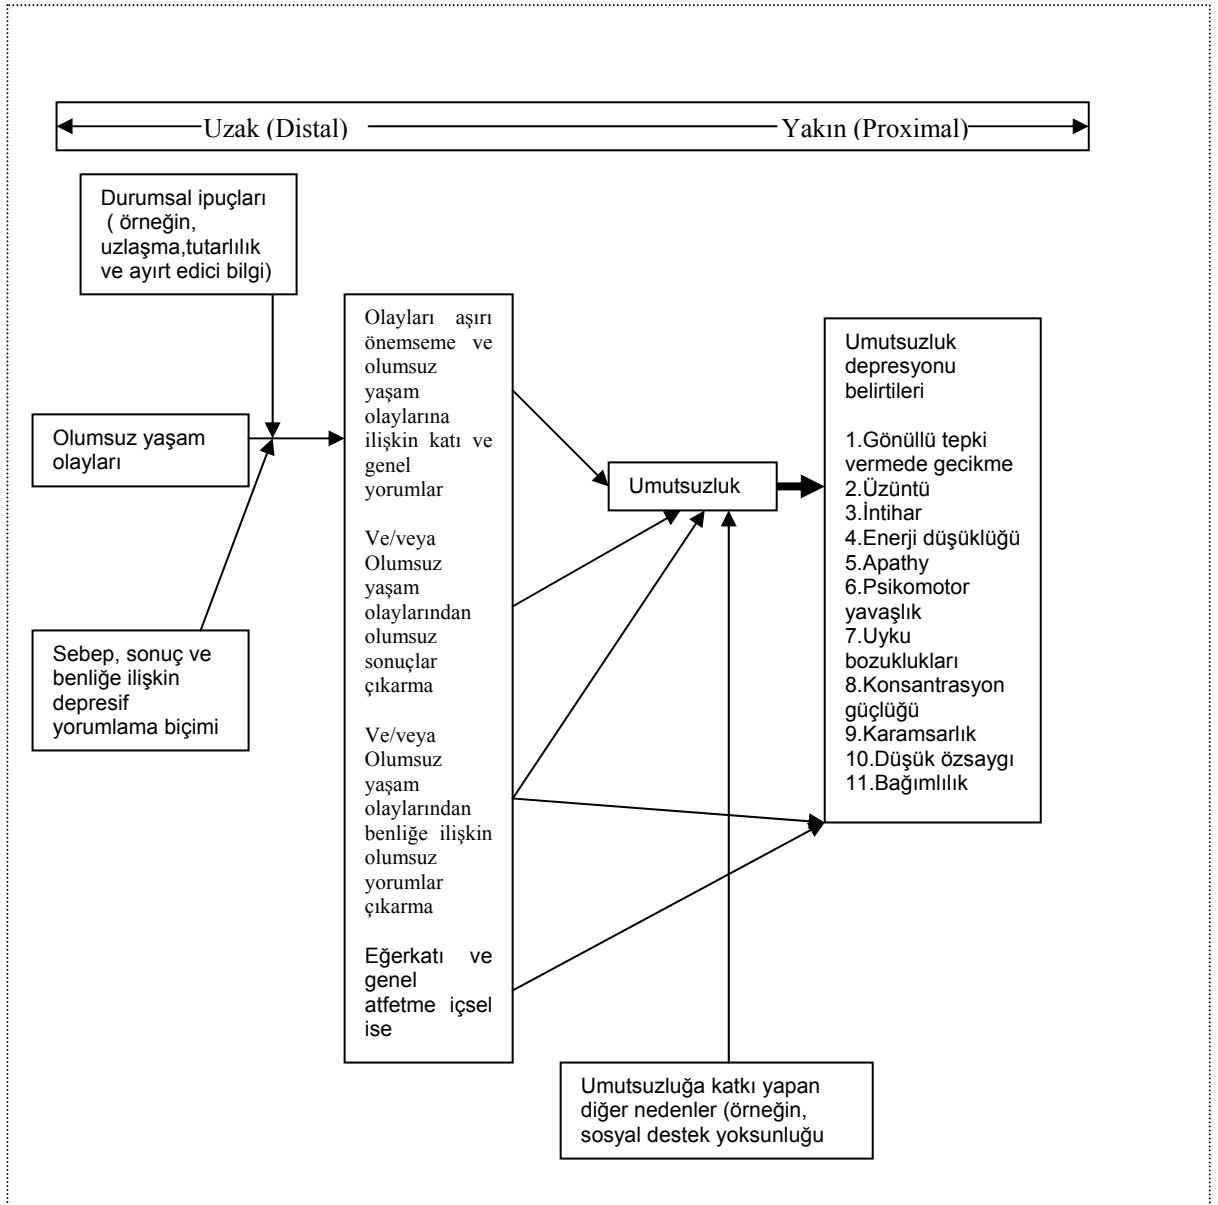 Uzak (Distal) Yakın (Proximal)
Durumsal ipuçları
( örneğin,
uzlaşma,tutarlılık
ve ayırt edici bilgi)
Olumsuz yaşam
olayları
Sebep, sonuç ve
benliğe ilişkin
depresif
yorumlama biçimi
Olayları aşırı
önemseme ve
olumsuz
yaşam
olaylarına
ilişkin katı ve
genel
yorumlar
Ve/veya
Olumsuz
yaşam
olaylarından
olumsuz
sonuçlar
çıkarma
Ve/veya
Olumsuz
yaşam
olaylarından
benliğe ilişkin
olumsuz
yorumlar
çıkarma
Eğerkatı ve
genel
atfetme içsel
ise
Umutsuzluk
Umutsuzluğa katkı yapan
diğer nedenler (örneğin,
sosyal destek yoksunluğu
Umutsuzluk
depresyonu
belirtileri
1.Gönüllü tepki
vermede gecikme
2.Üzüntü
3.İntihar
4.Enerji düşüklüğü
5.Apathy
6.Psikomotor
yavaşlık
7.Uyku
bozuklukları
8.Konsantrasyon
güçlüğü
9.Karamsarlık
10.Düşük özsaygı
11.Bağımlılık